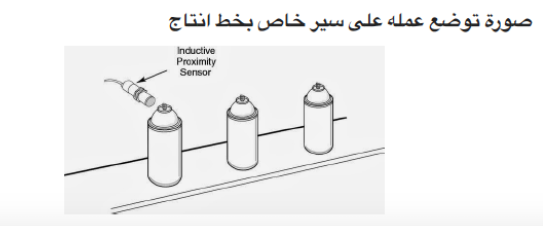 صورة توضع عمله على سير خاص بخط انتاج
Inductive
Proximity
Sensor